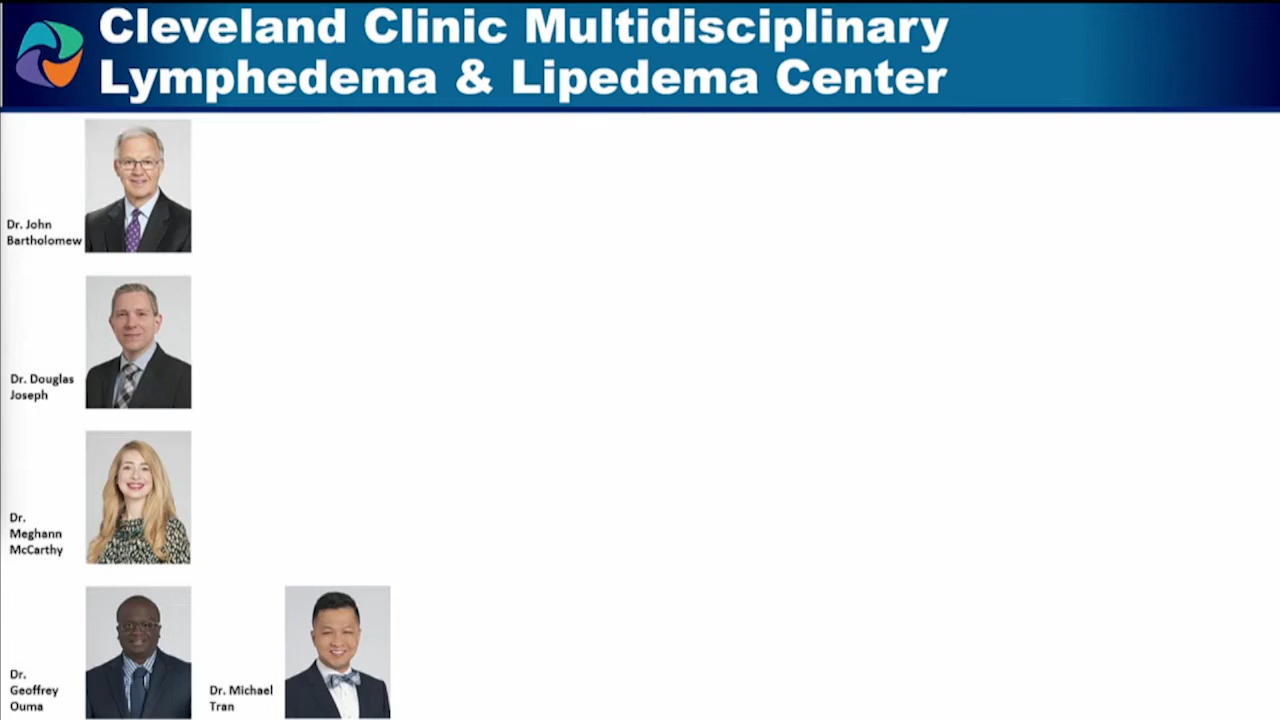 Cleveland Clinic Multidisciplinary
Lymphedema & Lipedema Center
Dr. John
Bartholomew
Dr. Douglas
Joseph
Dr.
Meghann
McCarthy
Dr.
Geoffrey
Ouma
Dr. Michael
Tran